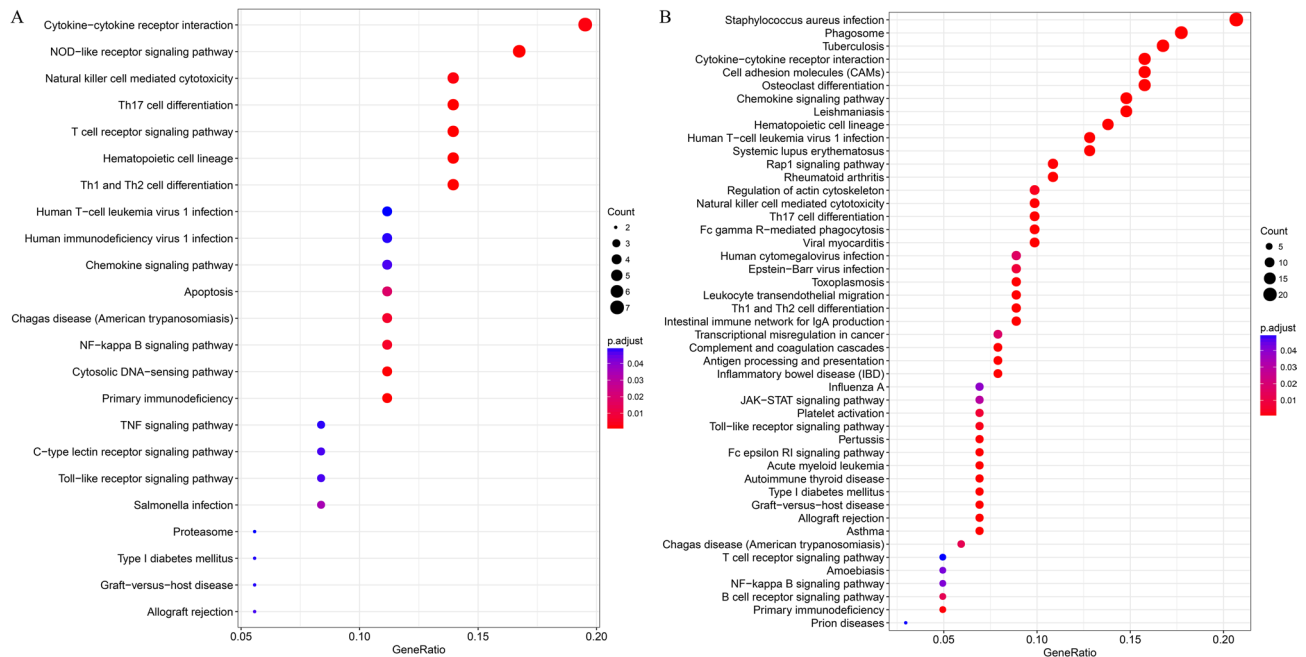 A
Cytokine−cytokine receptor interaction
NOD−like receptor signaling pathway
Natural killer cell mediated cytotoxicity
Th17 cell differentiation
T cell receptor signaling pathway
Hematopoietic cell lineage
Th1 and Th2 cell differentiation
Human T−cell leukemia virus 1 infection
Human immunodeficiency virus 1 infection
Chemokine signaling pathway
Apoptosis
Chagas disease (American trypanosomiasis)
NF−kappa B signaling pathway
Cytosolic DNA−sensing pathway
Primary immunodeficiency
TNF signaling pathway
C−type lectin receptor signaling pathway
Toll−like receptor signaling pathway
Salmonella infection
Proteasome
Type I diabetes mellitus
Graft−versus−host disease
Allograft rejection
0.05 0.10 0.15 0.20
GeneRatio
Count
2
3
4
5
6
7
p.adjust
0.04
0.03
0.02
0.01
B
Staphylococcus aureus infection
Phagosome
Tuberculosis
Cytokine−cytokine receptor interaction
Cell adhesion molecules (CAMs)
Osteoclast differentiation
Chemokine signaling pathway
Leishmaniasis
Hematopoietic cell lineage
Human T−cell leukemia virus 1 infection
Systemic lupus erythematosus
Rap1 signaling pathway
Rheumatoid arthritis
Regulation of actin cytoskeleton
Natural killer cell mediated cytotoxicity
Th17 cell differentiation
Fc gamma R−mediated phagocytosis
Viral myocarditis
Human cytomegalovirus infection
Epstein−Barr virus infection
Toxoplasmosis
Leukocyte transendothelial migration
Th1 and Th2 cell differentiation
Intestinal immune network for IgA production
Transcriptional misregulation in cancer
Complement and coagulation cascades
Antigen processing and presentation
Inflammatory bowel disease (IBD)
Influenza A
JAK−STAT signaling pathway
Platelet activation
Toll−like receptor signaling pathway
Pertussis
Fc epsilon RI signaling pathway
Acute myeloid leukemia
Autoimmune thyroid disease
Type I diabetes mellitus
Graft−versus−host disease
Allograft rejection
Asthma
Chagas disease (American trypanosomiasis)
T cell receptor signaling pathway
Amoebiasis
NF−kappa B signaling pathway
B cell receptor signaling pathway
Primary immunodeficiency
Prion diseases
0.05 0.10 0.15 0.20
GeneRatio
Count
5
10
15
20
p.adjust
0.04
0.03
0.02
0.01